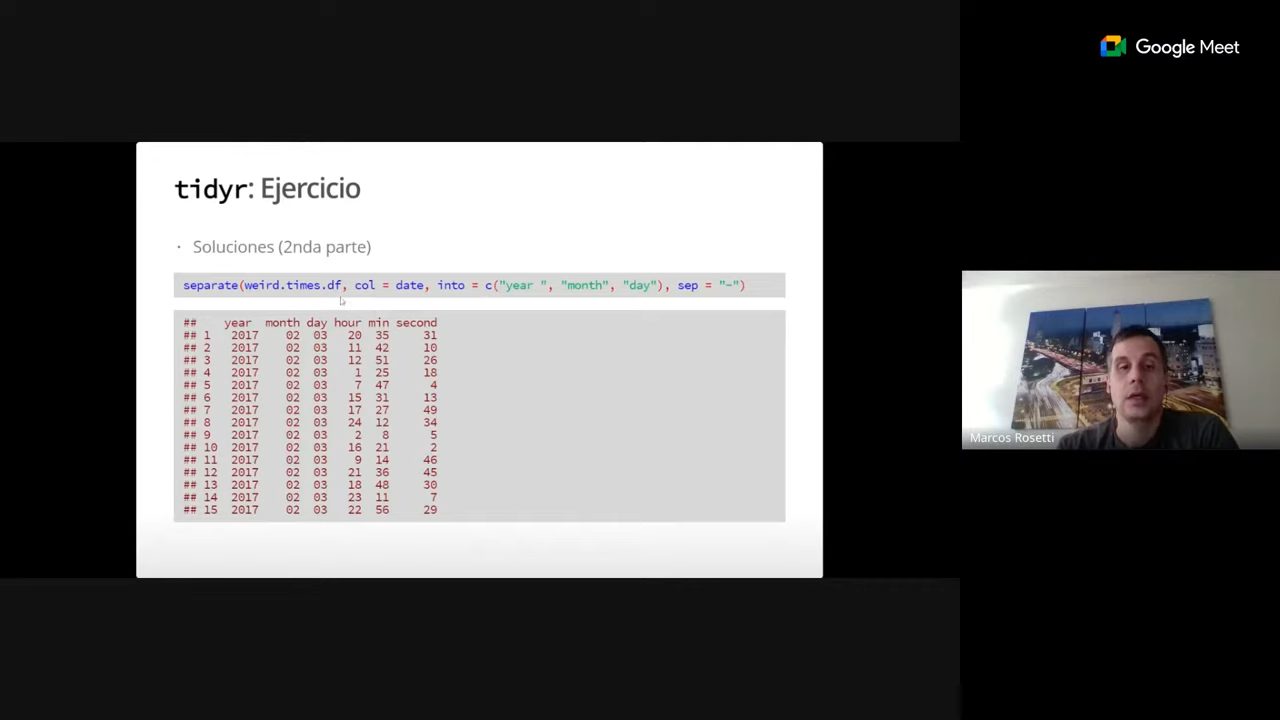 Google Meet
tidyr: Ejercicio
· Soluciones (2nda parte)
separate(weird.times.df, col = date, into = c("year ", "month", "day"), sep = "-")
## year month day hour min second
## 1 2017 02 03 20 35 31
## 2 2017 02 03 11 42 10
## 3 2017 02 03 12 51 26
## 4 2017 02 03 1 25 18
## 5 2017 02 03 7 47 4
## 6 2017 02 03 15 31 13
## 7 2017 02 03 17 27 49
## 8 2017 02 03 24 12 34
## 9 2017 02 03 2 8 5
## 10 2017 02 03 16 21 2
## 11 2017 02 03 9 14 46
## 12 2017 02 03 21 36 45
## 13 2017 02 03 18 48 30
## 14 2017 02 03 23 11 7
## 15 2017 02 03 22 56 29
Marcos Rosetti